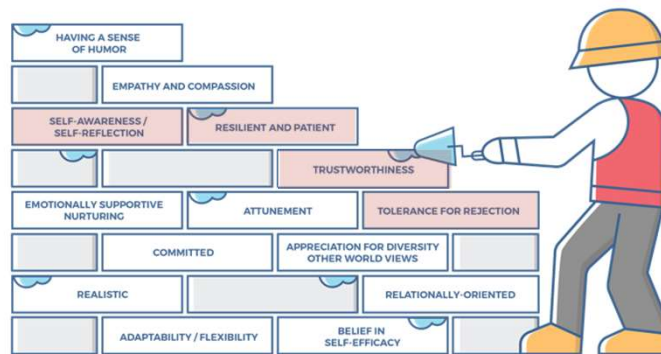 HAVING A SENSE
OF HUMOR
EMPATHY AND COMPASSION
SELF-AWARENESS /
SELF-REFLECTION
RESILIENT AND PATIENT
TRUSTWORTHINESS
EMOTIONALLY SUPPORTIVE
NURTURING
ATTUNEMENT
TOLERANCE FOR REJECTION
COMMITTED
APPRECIATION FOR DIVERSITY
OTHER WORLD VIEWS
REALISTIC
RELATIONALLY-ORIENTED
ADAPTABILITY / FLEXIBILITY
BELIEF IN
SELF-EFFICACY